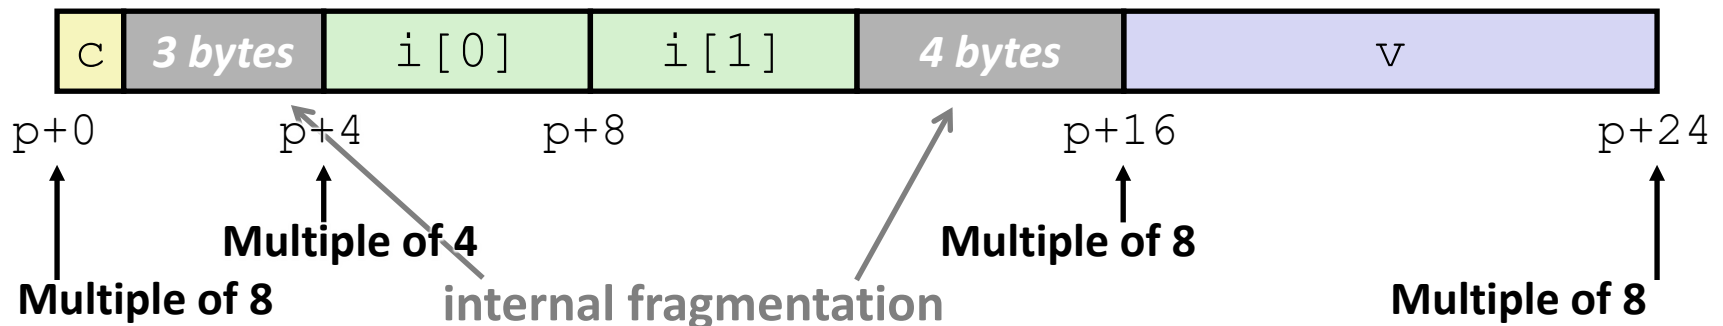 c 3 bytes i[0] i[1] 4 bytes v
p+0 p+4 p+8 p+16 p+24
Multiple of 4 Multiple of 8
Multiple of 8 internal fragmentation Multiple of 8